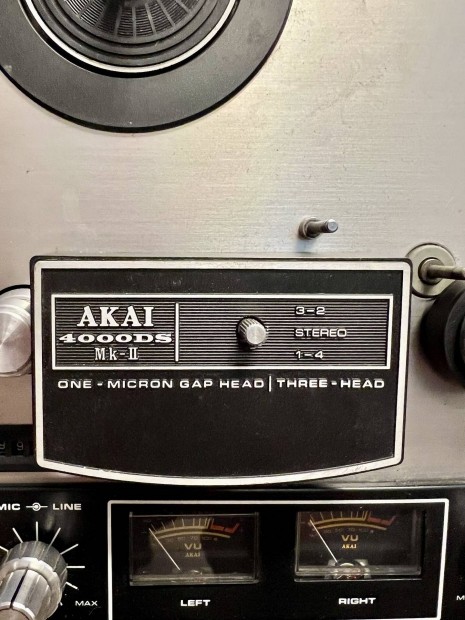 AKAI
4000DS
Mk-II
3-2
STEREO
1-4
ONE-MICRON GAP HEAD | THREE-HEAD
MIC LINE
MAX
VU
AKAI
LEFT
VU
AKAI
RIGHT